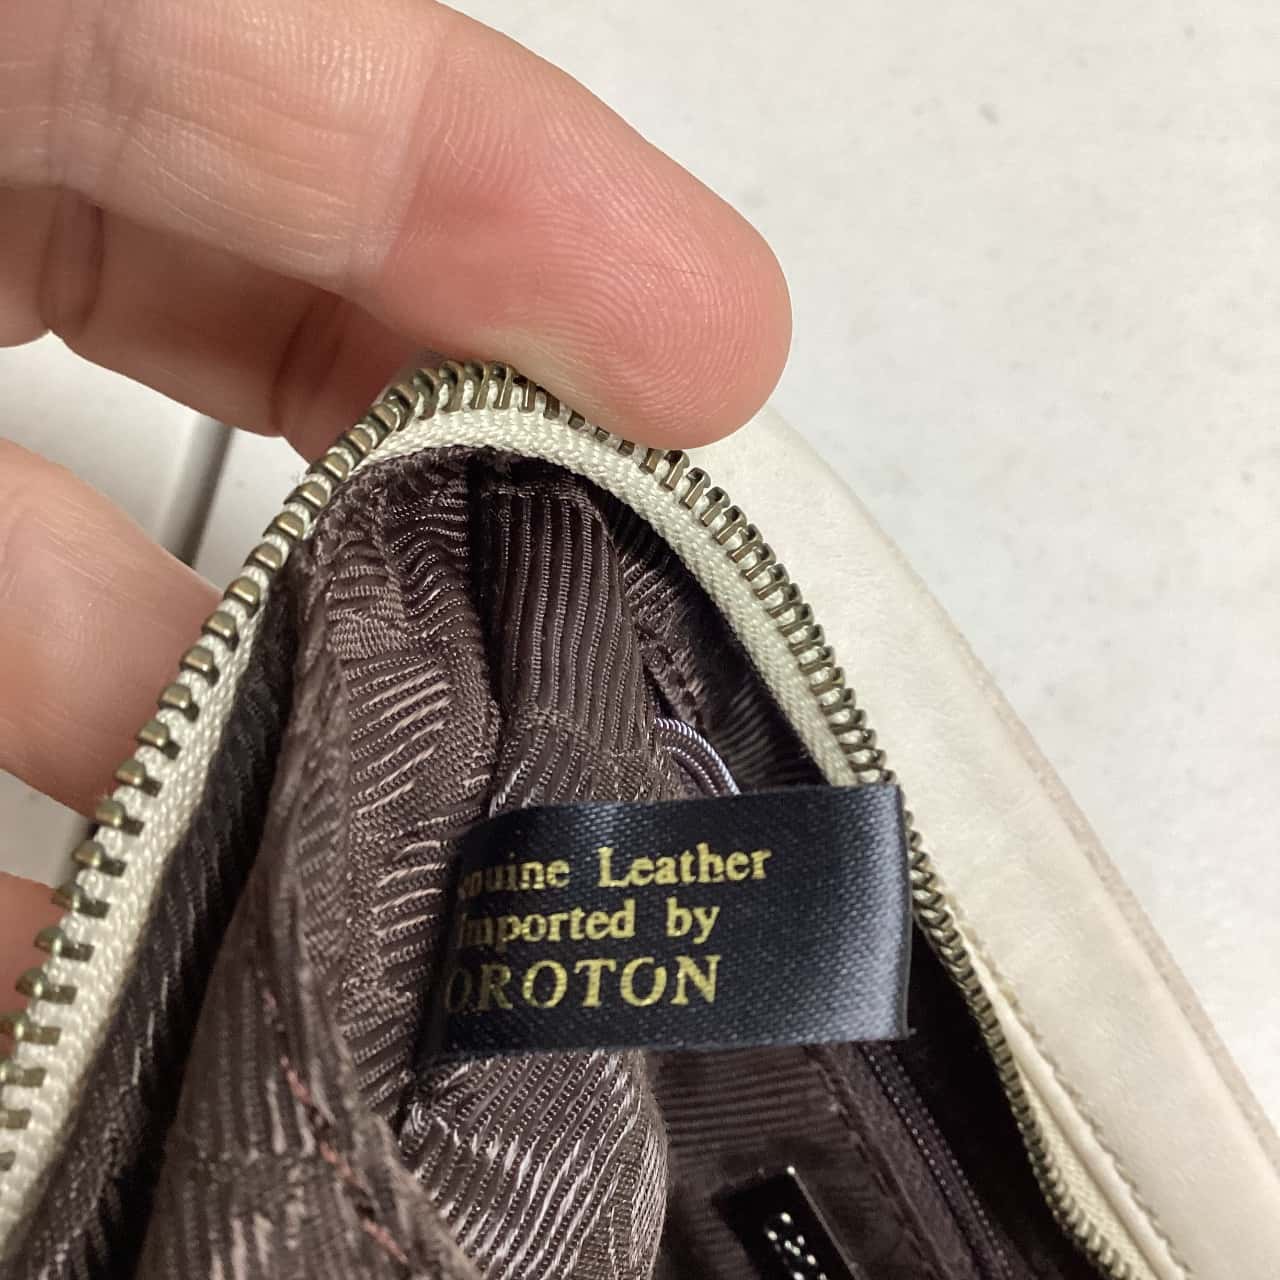 Genuine Leather
Imported by
OROTON